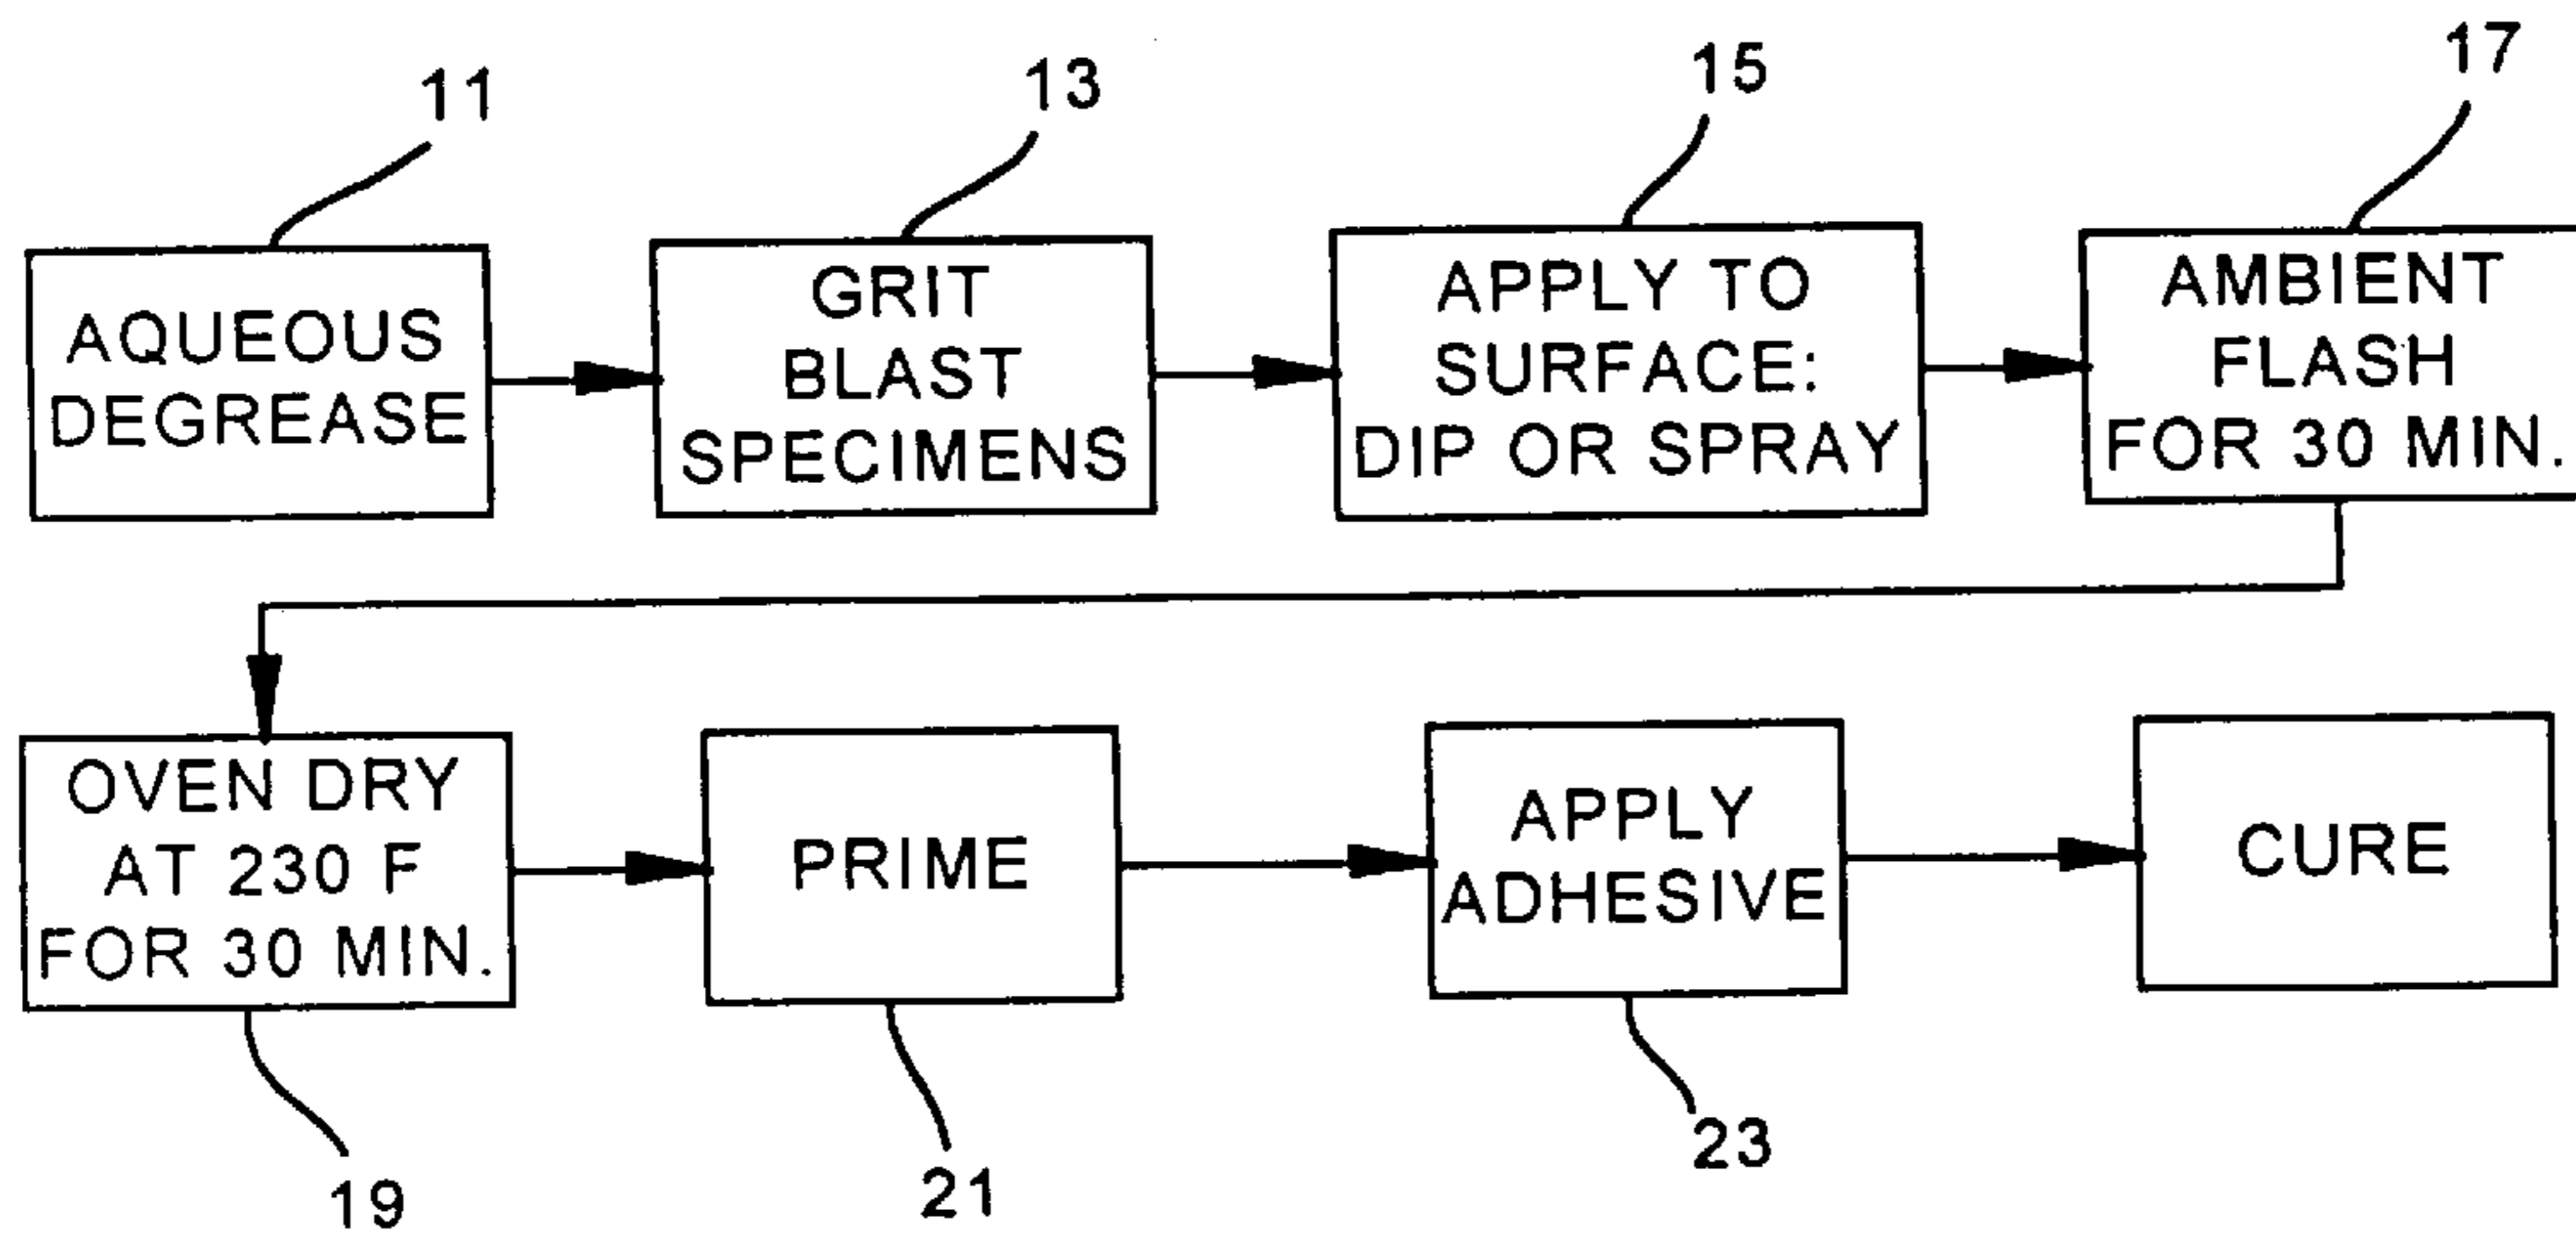 11
13
15
17
AQUEOUS
DEGREASE
GRIT
BLAST
SPECIMENS
APPLY TO
SURFACE:
DIP OR SPRAY
AMBIENT
FLASH
FOR 30 MIN.
OVEN DRY
AT 230 F
FOR 30 MIN.
PRIME
APPLY
ADHESIVE
CURE
19
21
23